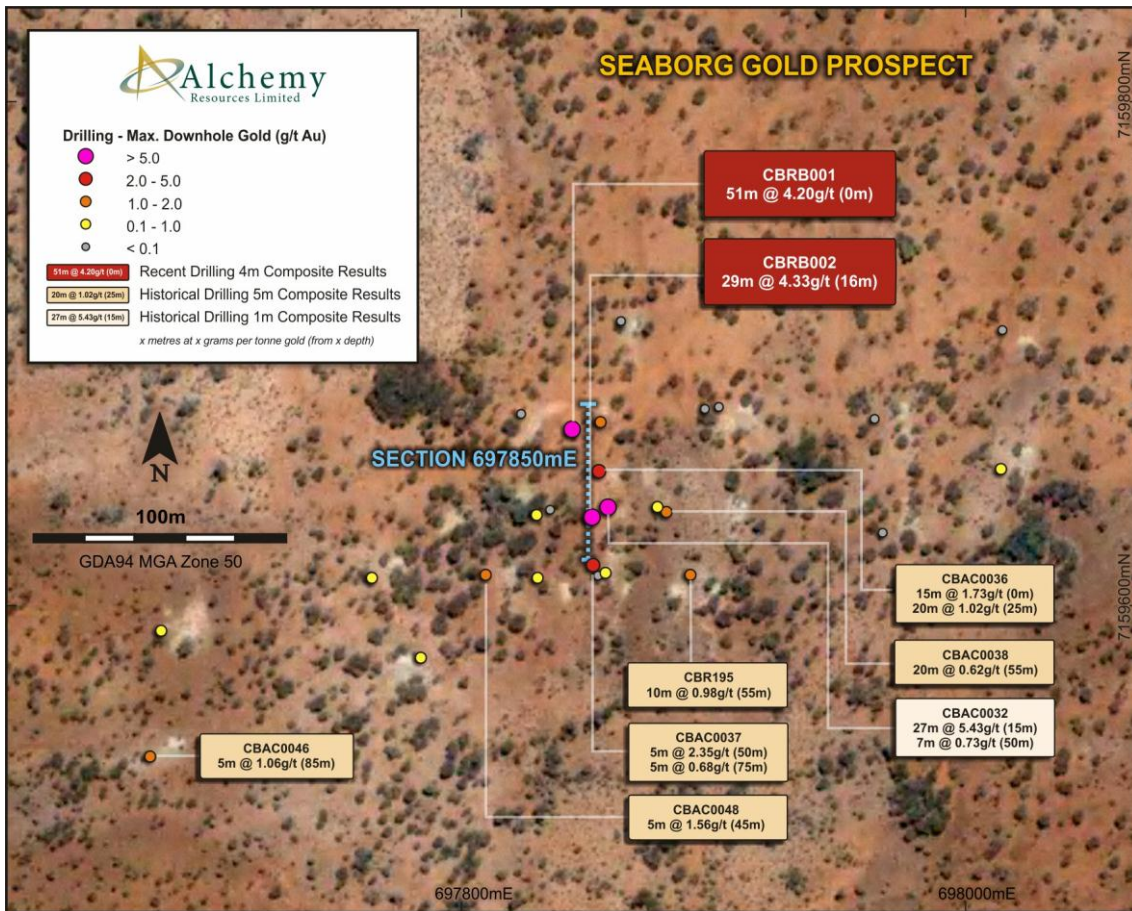 Alchemy
Resources Limited
Drilling - Max. Downhole Gold (g/t Au)
> 5.0
2.0 - 5.0
1.0 - 2.0
0.1 - 1.0
< 0.1
51m @ 4.20g/t (0m) Recent Drilling 4m Composite Results
20m @ 1.02g/t (25m) Historical Drilling 5m Composite Results
27m @ 5.43g/t (15m) Historical Drilling 1m Composite Results
x metres at x grams per tonne gold (from x depth)
SEABORG GOLD PROSPECT
7159800mN
CBRB001
51m @ 4.20g/t (0m)
CBRB002
29m @ 4.33g/t (16m)
N
SECTION 697850mE
100m
GDA94 MGA Zone 50
7159600mN
CBAC0036
15m @ 1.73g/t (0m)
20m @ 1.02g/t (25m)
CBAC0038
20m @ 0.62g/t (55m)
CBAC0032
27m @ 5.43g/t (15m)
7m @ 0.73g/t (50m)
CBR195
10m @ 0.98g/t (55m)
CBAC0037
5m @ 2.35g/t (50m)
5m @ 0.68g/t (75m)
CBAC0046
5m @ 1.06g/t (85m)
CBAC0048
5m @ 1.56g/t (45m)
697800mE
698000mE